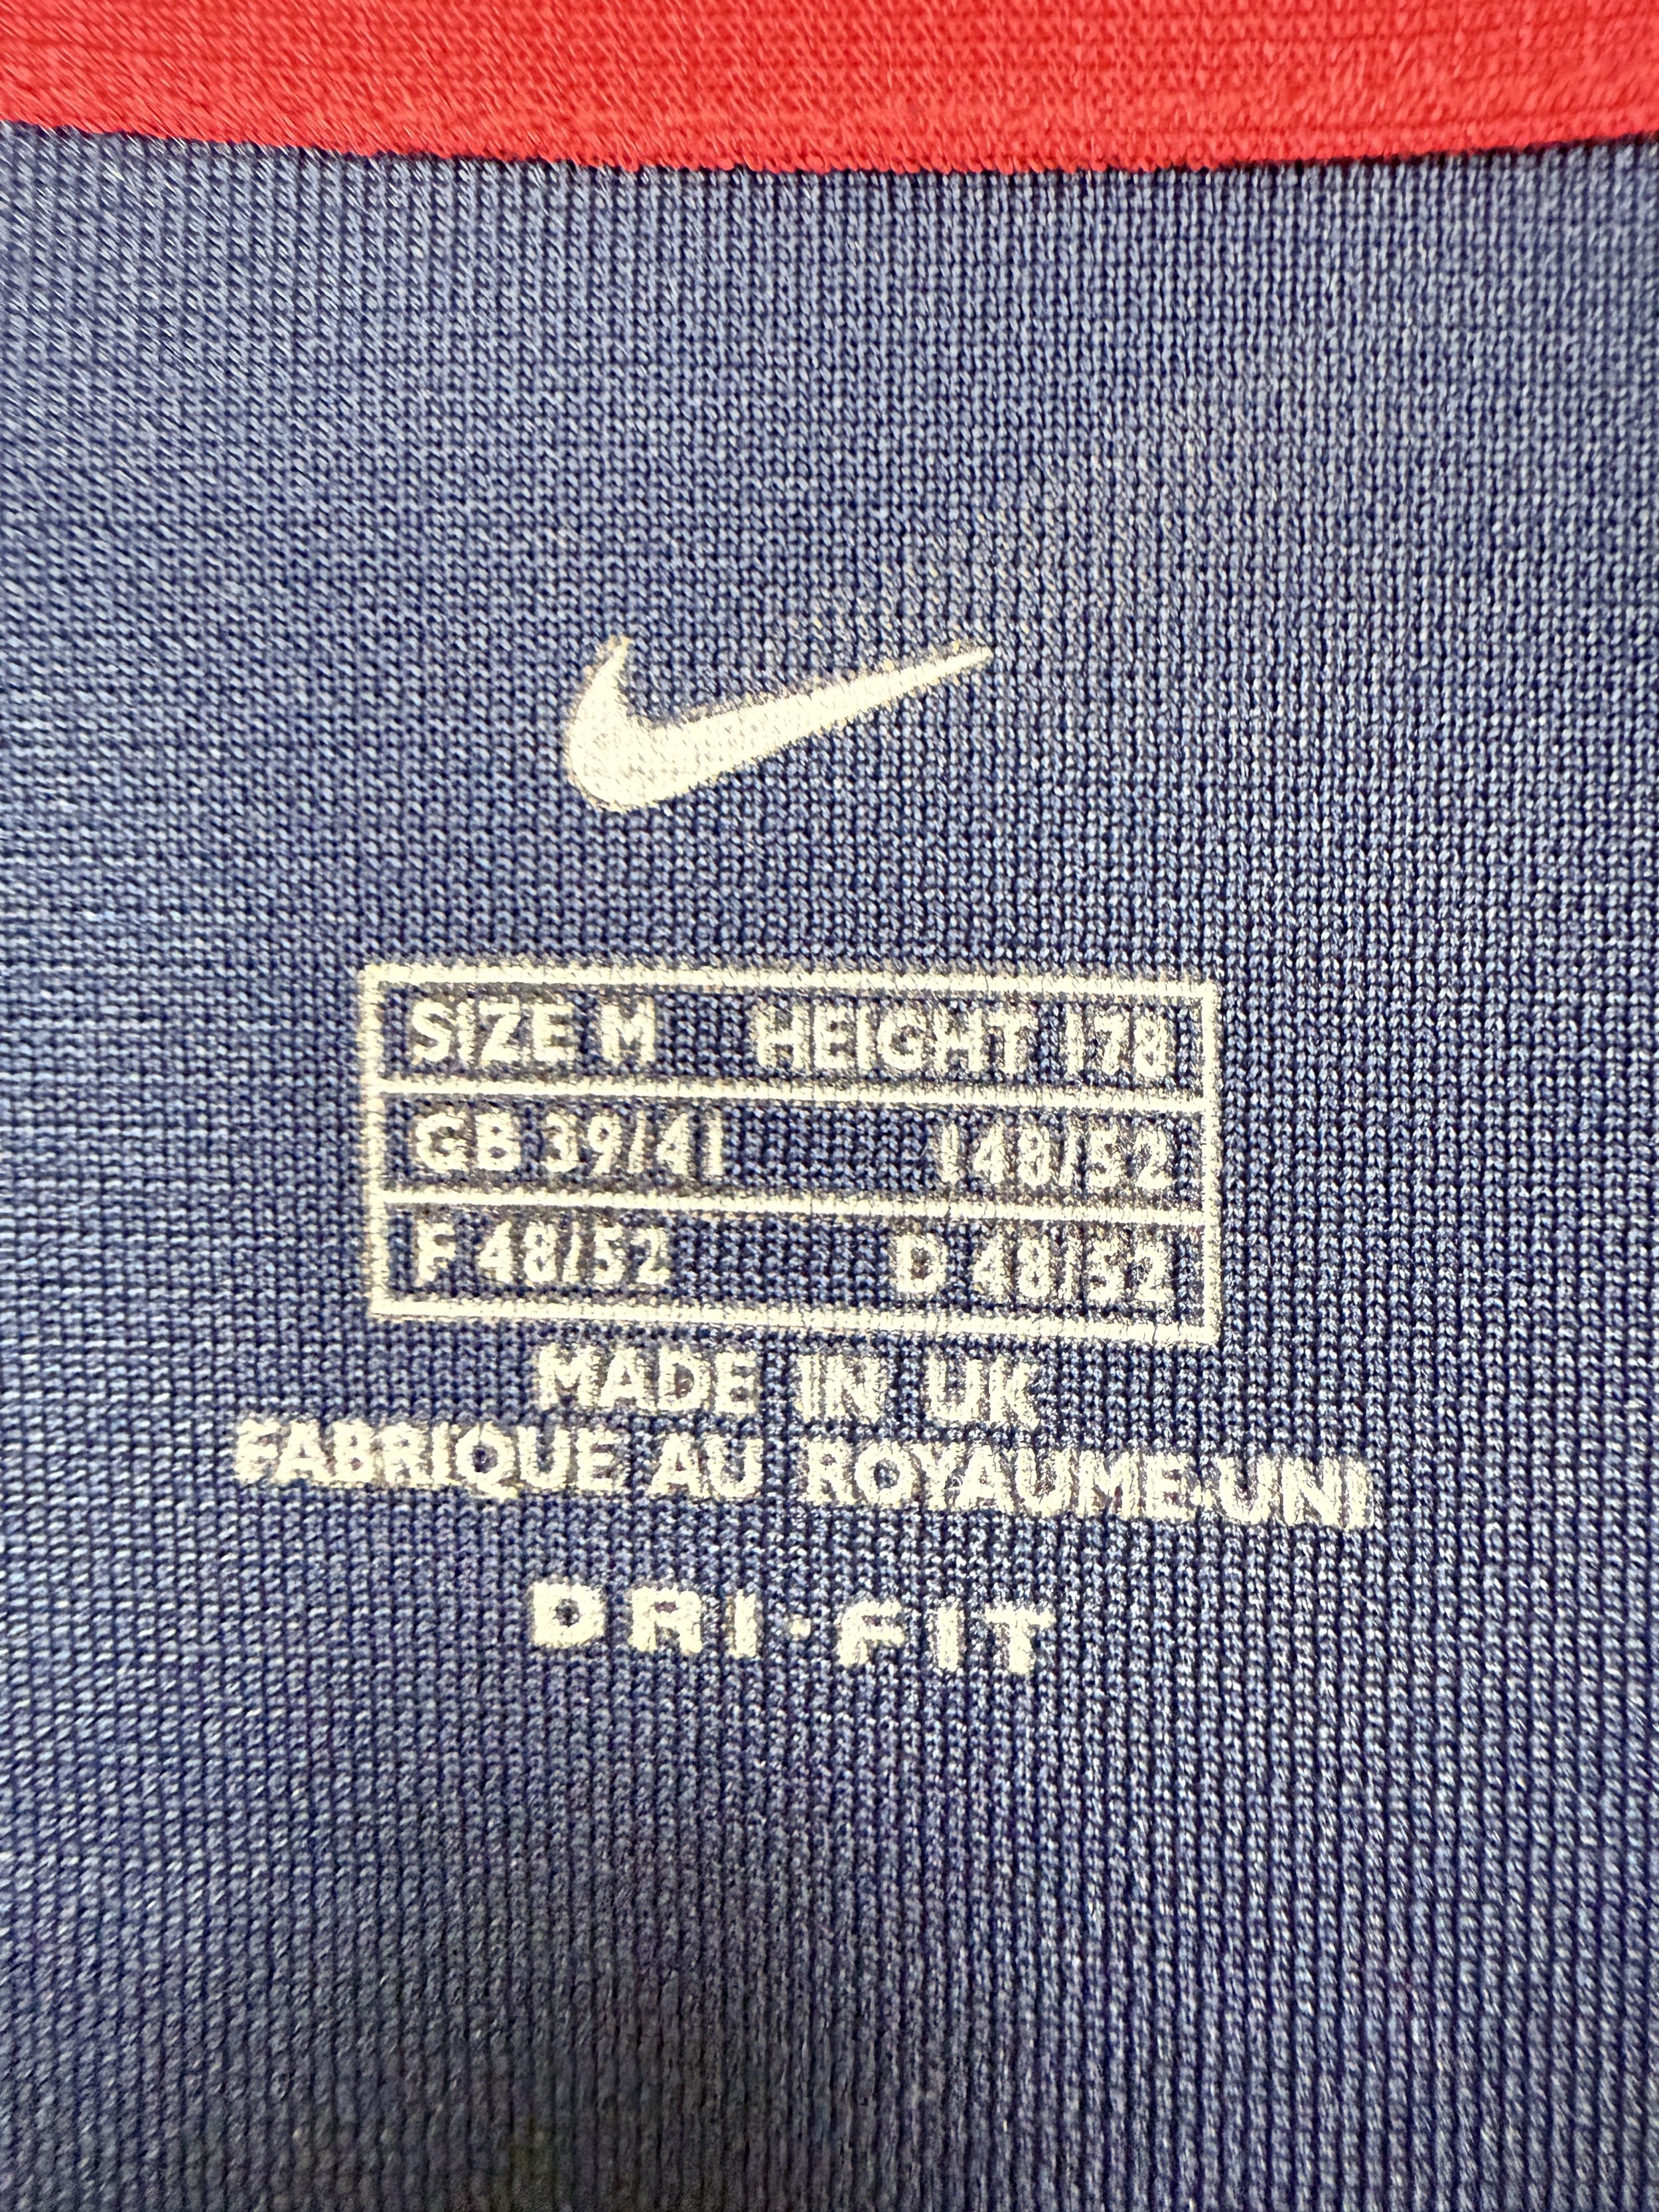 SIZE M HEIGHT 178
GB 39/41 I 48/52
F 48/52 D 48/52
MADE IN UK
FABRIQUE AU ROYAUME-UNI
DRI-FIT